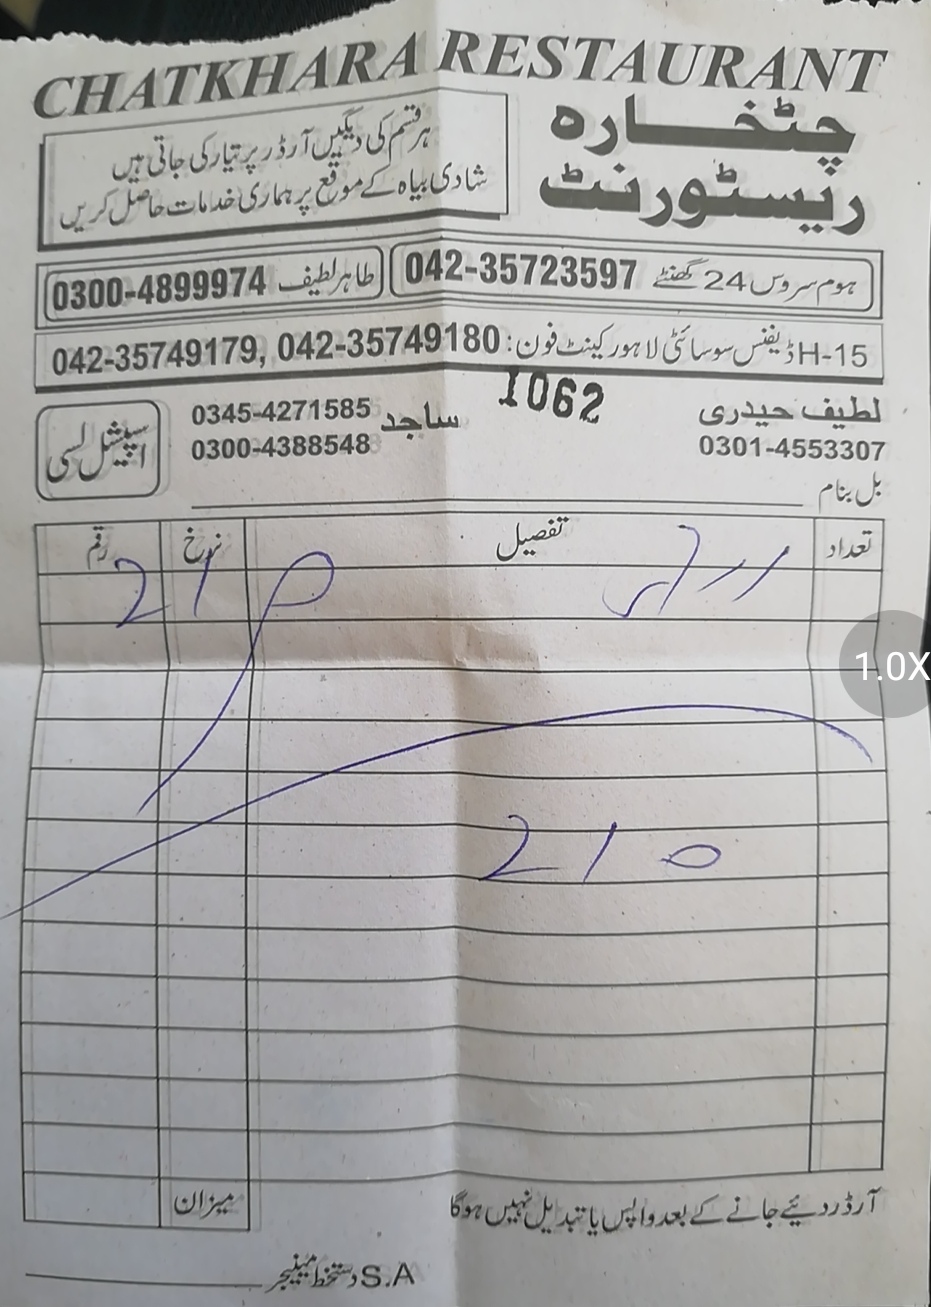 CHATKHARA RESTAURANT
چٹخارہ
ریسٹورنٹ
ہر قسم کی دیگیں آرڈر پر تیار کی جاتی ہیں
شادی بیاہ کے موقع پر ہماری خدمات حاصل کریں
ہوم سروس 24 گھنٹے 042-35723597
طاہر لطیف 0300-4899974
H-15 ڈیفنس سوسائٹی لاہور کینٹ فون: 042-35749180 ,042-35749179
1062
لطیف حیدری
0301-4553307
ساجد
0345-4271585
0300-4388548
اسپیشل لسی
بل بنام
تعداد تفصیل نرخ رقم
210
1.0X
210
میزان
آرڈر دیئے جانے کے بعد واپس یا تبدیل نہیں ہوگا
S.A دستخط مینیجر